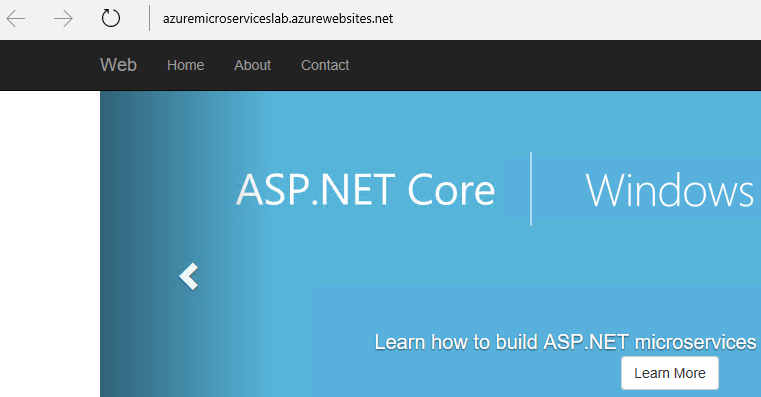 azuremicroserviceslab.azurewebsites.net
Web Home About Contact
ASP.NET Core Windows
Learn how to build ASP.NET microservices
Learn More